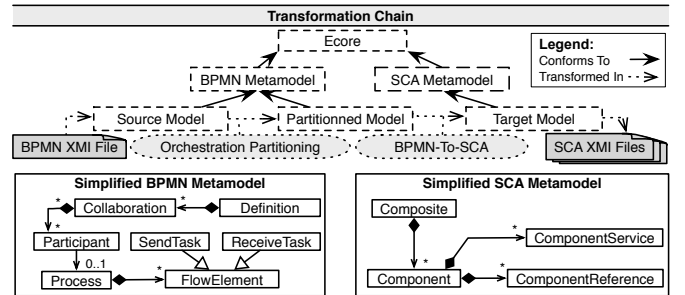 Transformation Chain
Ecore
Legend:
Conforms To
Transformed In
BPMN Metamodel
SCA Metamodel
Source Model
Partitionned Model
Target Model
BPMN XMI File
Orchestration Partitioning
BPMN-To-SCA
SCA XMI Files
Simplified BPMN Metamodel
* Collaboration * Definition
*
Participant SendTask ReceiveTask
0..1
Process * FlowElement
Simplified SCA Metamodel
Composite
* ComponentService
*
Component * ComponentReference